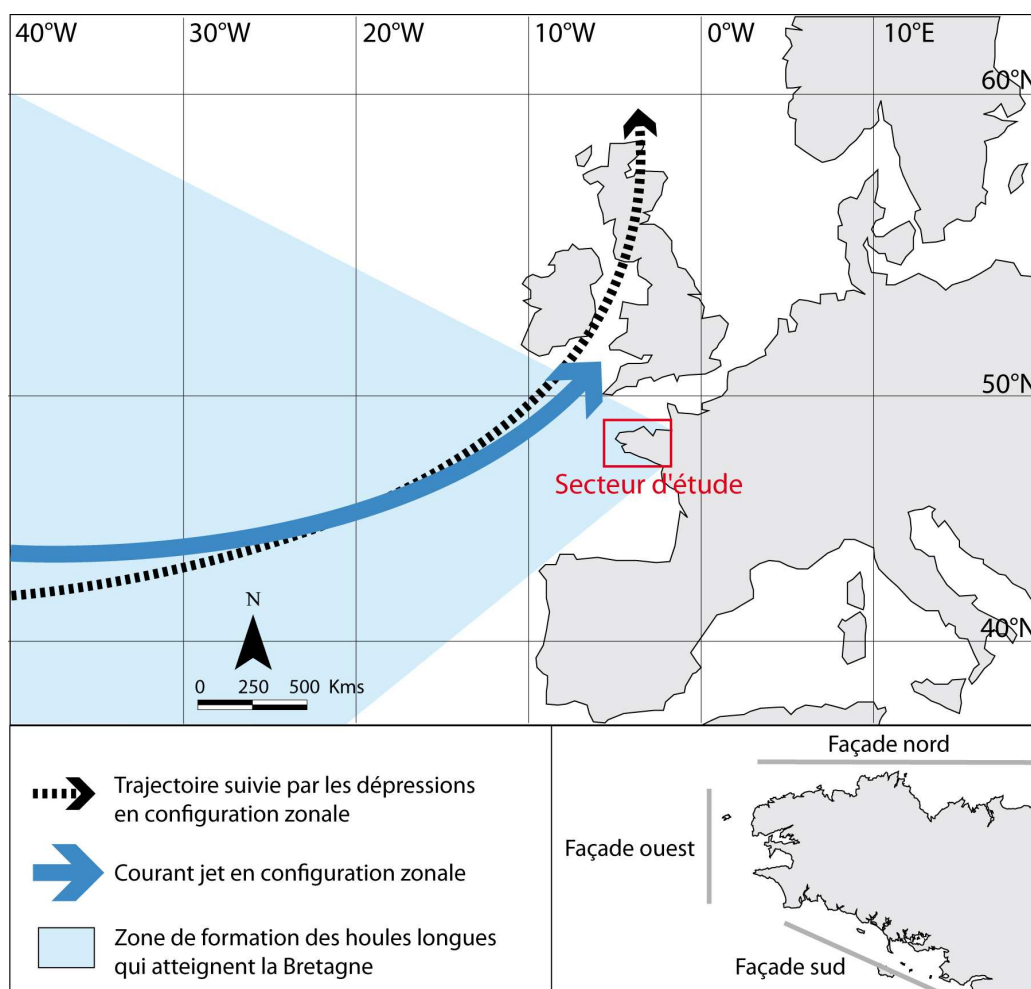 40°W 30°W 20°W 10°W 0°W 10°E
60°N
50°N
Secteur d'étude
40°N
N
0 250 500 Kms
Trajectoire suivie par les dépressions
en configuration zonale
Courant jet en configuration zonale
Zone de formation des houles longues
qui atteignent la Bretagne
Façade nord
Façade ouest
Façade sud